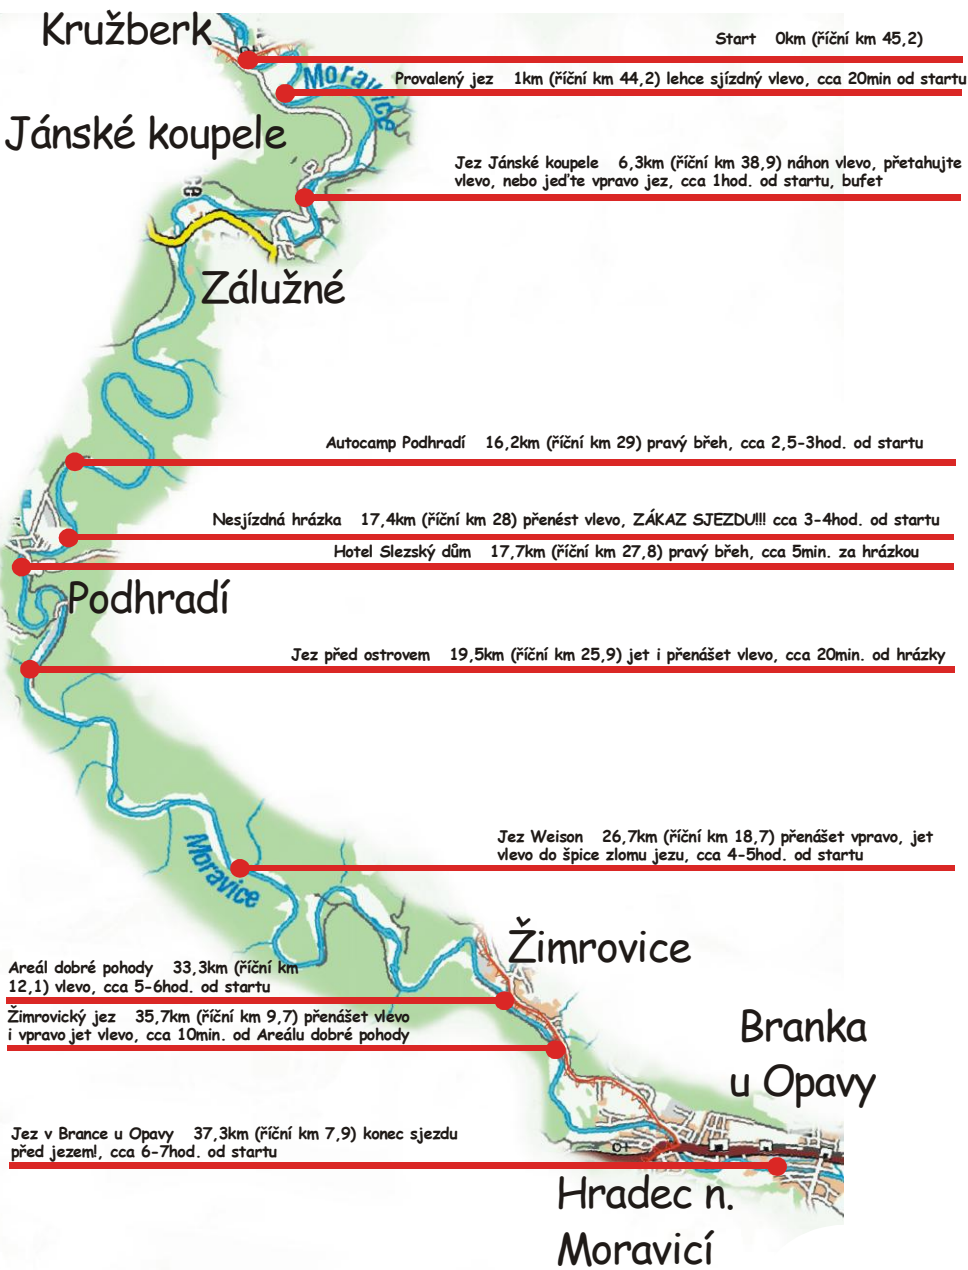 Kružberk
Start 0km (říční km 45,2)
Moravice
Provalený jez 1km (říční km 44,2) lehce sjízdný vlevo, cca 20min od startu
Jánské koupele
Jez Jánské koupele 6,3km (říční km 38,9) náhon vlevo, přetahujte
vlevo, nebo jeďte vpravo jez, cca 1hod. od startu, bufet
Zálužné
Autocamp Podhradí 16,2km (říční km 29) pravý břeh, cca 2,5-3hod. od startu
Nesjízdná hrázka 17,4km (říční km 28) přenést vlevo, ZÁKAZ SJEZDU!!! cca 3-4hod. od startu
Hotel Slezský dům 17,7km (říční km 27,8) pravý břeh, cca 5min. za hrázkou
Podhradí
Jez před ostrovem 19,5km (říční km 25,9) jet i přenášet vlevo, cca 20min. od hrázky
Jez Weison 26,7km (říční km 18,7) přenášet vpravo, jet
vlevo do špice zlomu jezu, cca 4-5hod. od startu
Moravice
Žimrovice
Areál dobré pohody 33,3km (říční km
12,1) vlevo, cca 5-6hod. od startu
Žimrovický jez 35,7km (říční km 9,7) přenášet vlevo
i vpravo jet vlevo, cca 10min. od Areálu dobré pohody
Branka
u Opavy
Jez v Brance u Opavy 37,3km (říční km 7,9) konec sjezdu
před jezem!, cca 6-7hod. od startu
Hradec n.
Moravicí